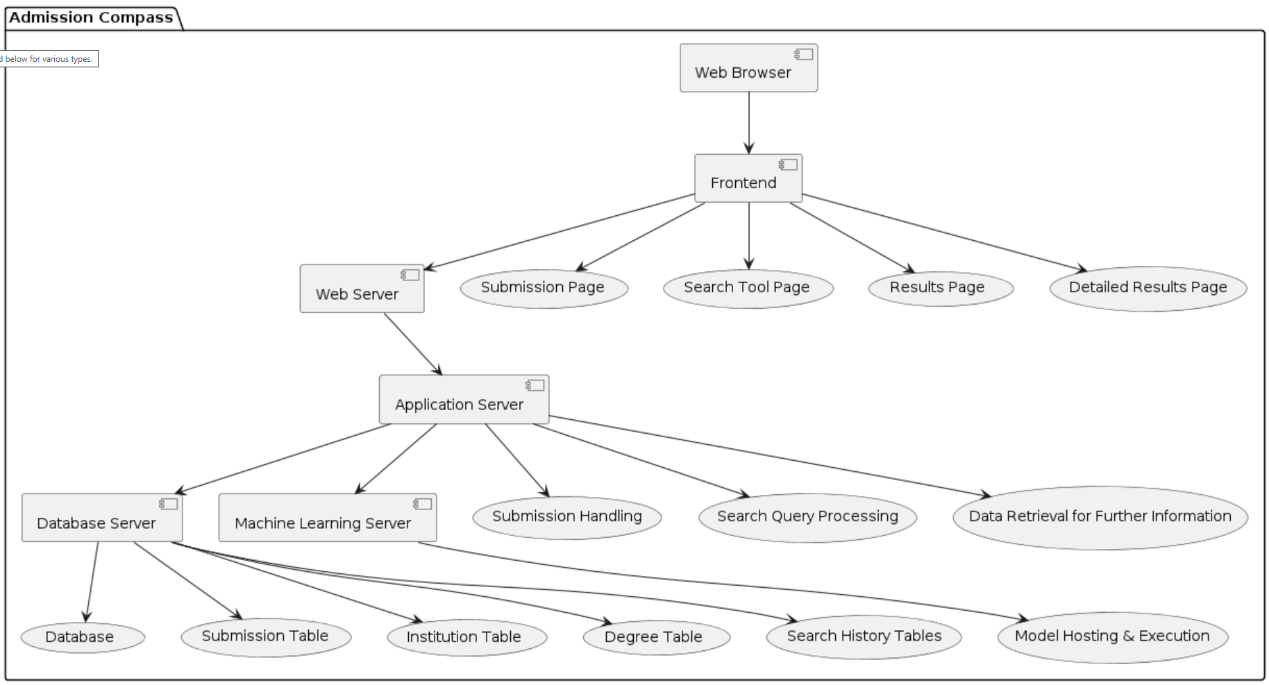 Admission Compass
d below for various types.
Web Browser
Frontend
Web Server
Submission Page
Search Tool Page
Results Page
Detailed Results Page
Application Server
Database Server
Machine Learning Server
Submission Handling
Search Query Processing
Data Retrieval for Further Information
Database
Submission Table
Institution Table
Degree Table
Search History Tables
Model Hosting & Execution